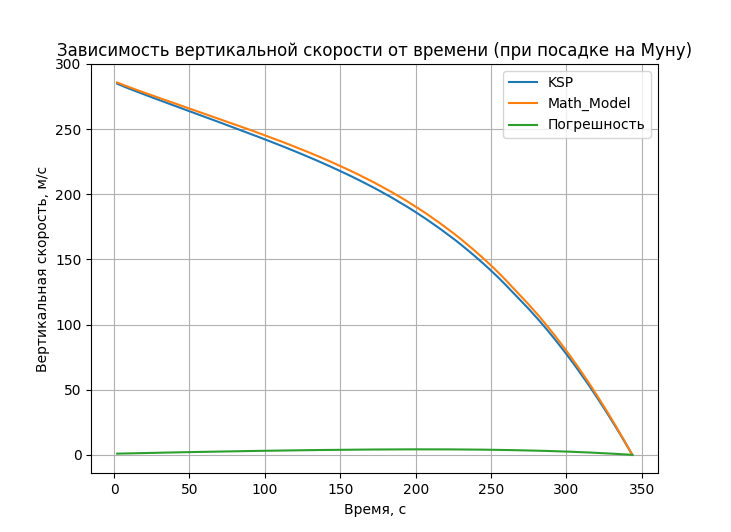 Зависимость вертикальной скорости от времени (при посадке на Муну)
300
250
200
150
100
50
0
Вертикальная скорость, м/с
KSP
Math_Model
Погрешность
0 50 100 150 200 250 300 350
Время, с